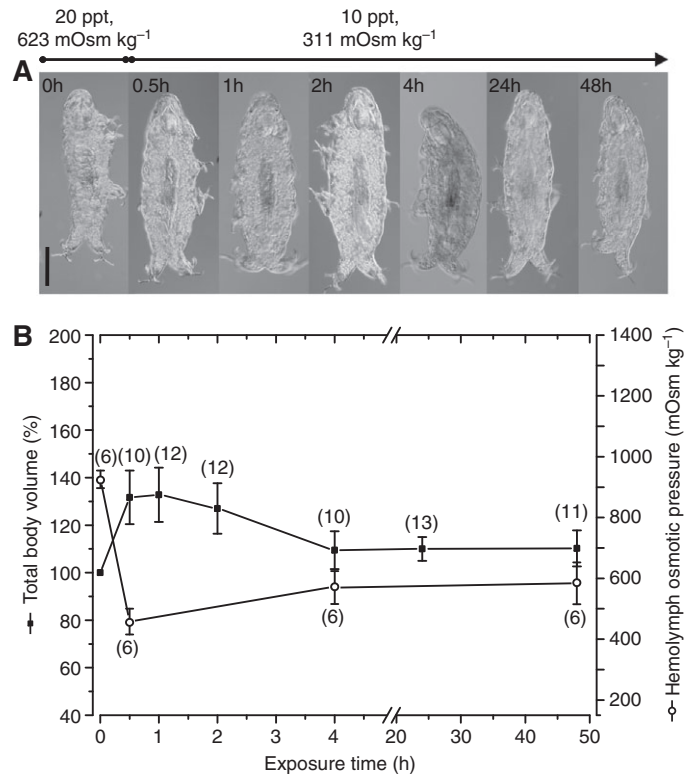 20 ppt,
623 mOsm kg⁻¹
10 ppt,
311 mOsm kg⁻¹
A
0h 0.5h 1h 2h 4h 24h 48h
B
Total body volume (%)
200
180
160
140
120
100
80
60
40
(6) (10) (12)
(12)
(10)
(13)
(11)
(6)
(6)
(6)
1400
1200
1000
800
600
400
200
Hemolymph osmotic pressure (mOsm kg⁻¹)
0 1 2 3 4 20 30 40 50
Exposure time (h)